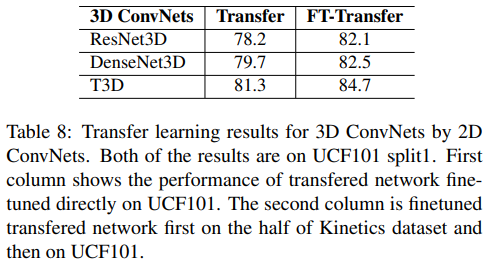 3D ConvNets Transfer FT-Transfer
ResNet3D 78.2 82.1
DenseNet3D 79.7 82.5
T3D 81.3 84.7
Table 8: Transfer learning results for 3D ConvNets by 2D
ConvNets. Both of the results are on UCF101 split1. First
column shows the performance of transfered network fine-
tuned directly on UCF101. The second column is finetuned
transfered network first on the half of Kinetics dataset and
then on UCF101.